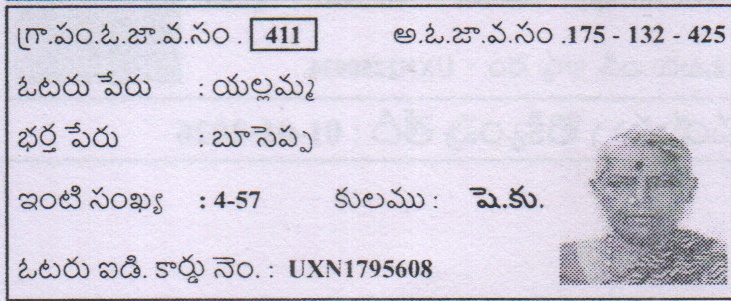 గ్రా.పం.ఓ.జా.వ.సం . 411 అ.ఓ.జా.వ.సం .175 - 132 - 425
ఓటరు పేరు : యల్లమ్మ
భర్త పేరు : బూసెప్ప
ఇంటి సంఖ్య : 4-57 కులము : షె.కు.
ఓటరు ఐడి. కార్డు నెం. : UXN1795608